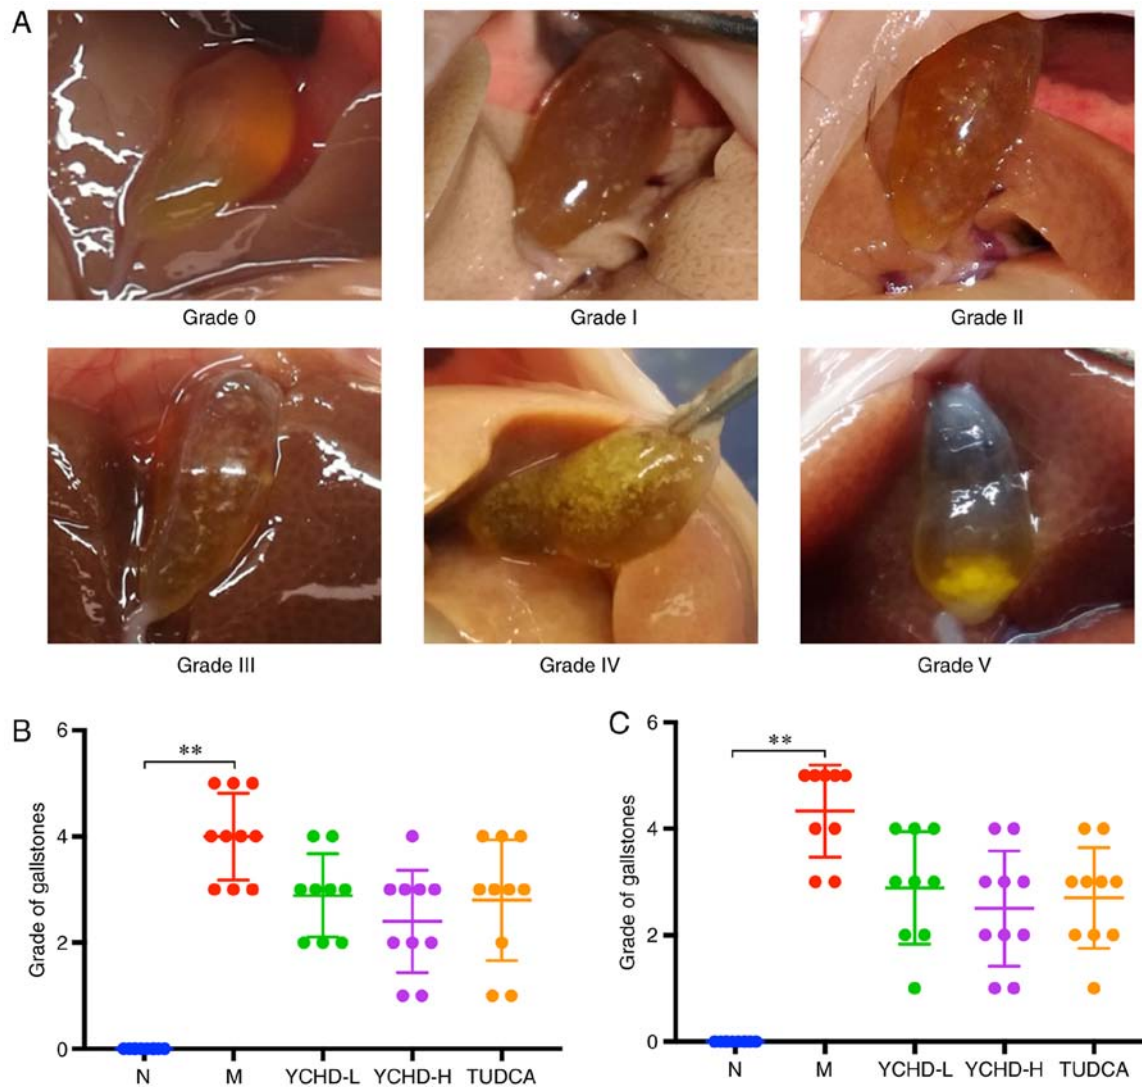 A
Grade 0
Grade I
Grade II
Grade III
Grade IV
Grade V
B
Grade of gallstones
6
4
2
0
**
N
M
YCHD-L
YCHD-H
TUDCA
C
Grade of gallstones
6
4
2
0
**
N
M
YCHD-L
YCHD-H
TUDCA